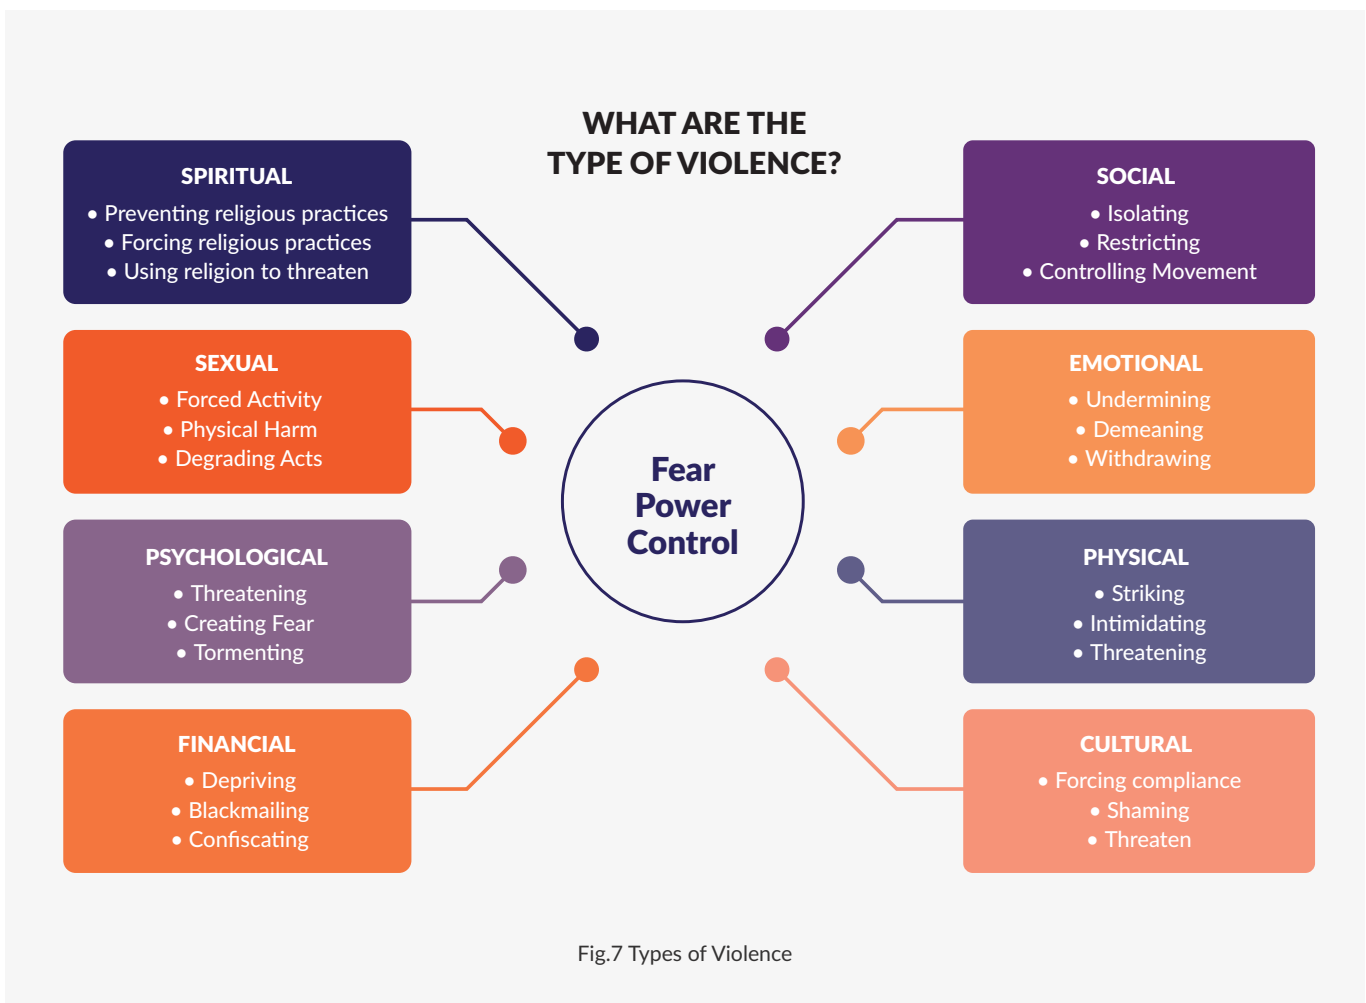 WHAT ARE THE
TYPE OF VIOLENCE?
SPIRITUAL
• Preventing religious practices
• Forcing religious practices
• Using religion to threaten
SEXUAL
• Forced Activity
• Physical Harm
• Degrading Acts
PSYCHOLOGICAL
• Threatening
• Creating Fear
• Tormenting
FINANCIAL
• Depriving
• Blackmailing
• Confiscating
Fear
Power
Control
SOCIAL
• Isolating
• Restricting
• Controlling Movement
EMOTIONAL
• Undermining
• Demeaning
• Withdrawing
PHYSICAL
• Striking
• Intimidating
• Threatening
CULTURAL
• Forcing compliance
• Shaming
• Threaten
Fig.7 Types of Violence